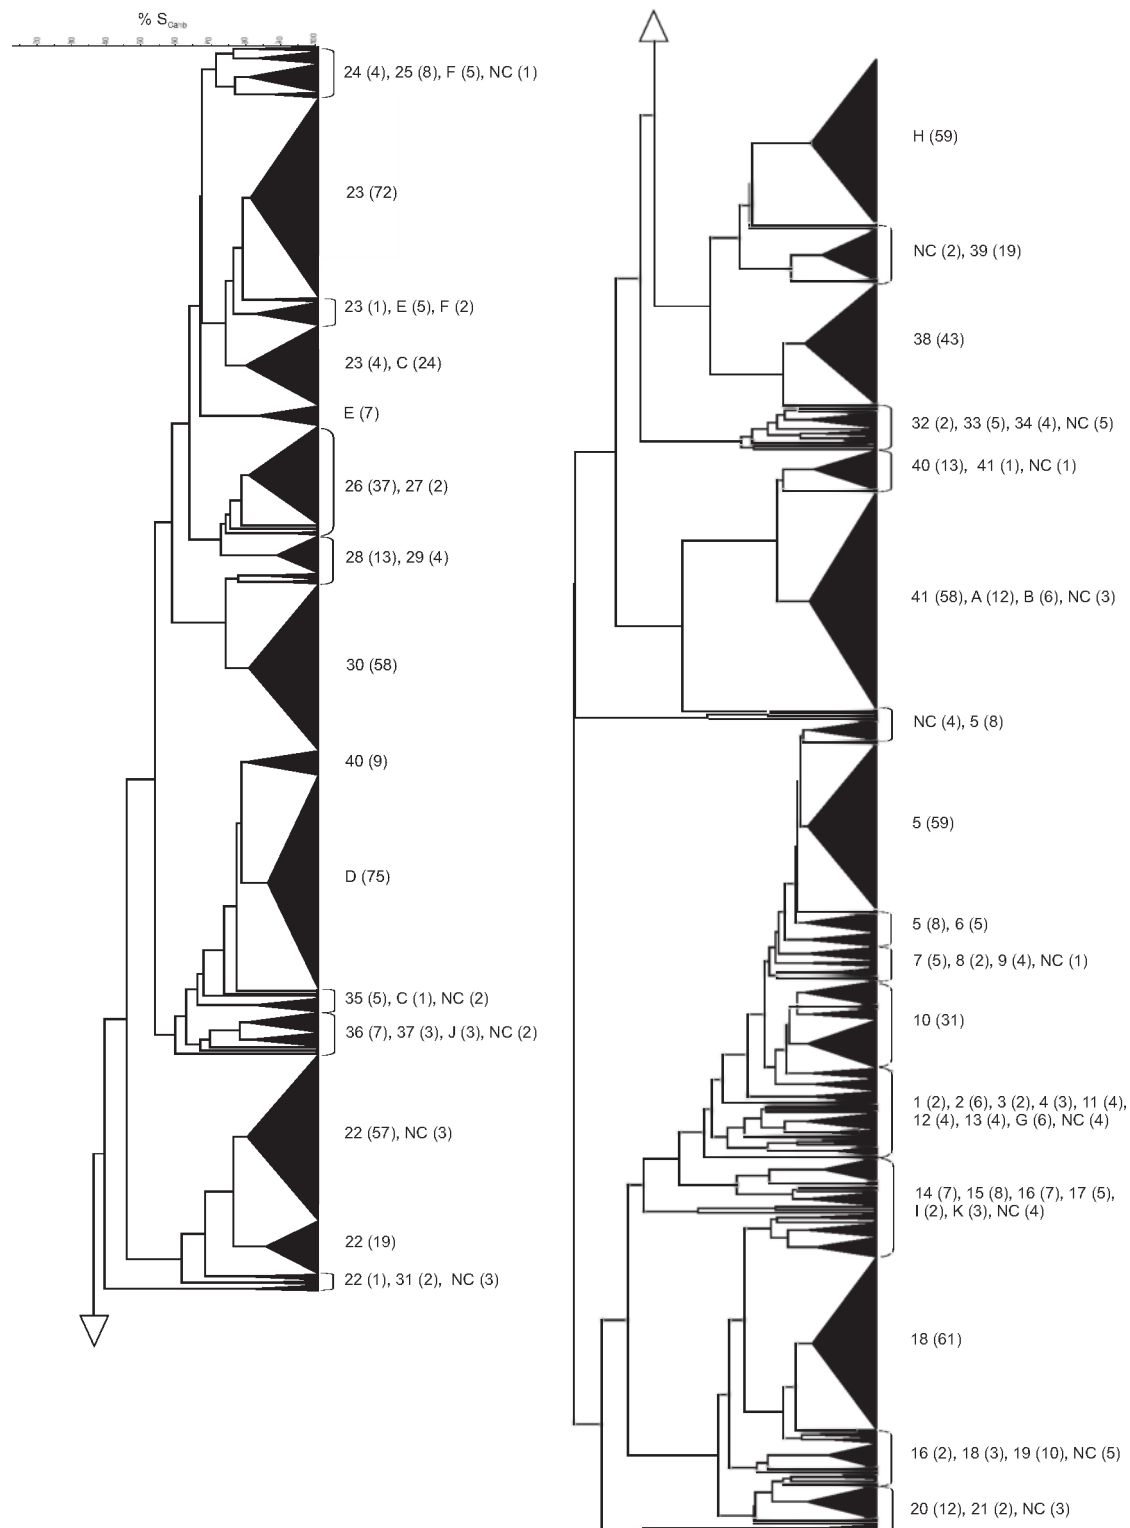 % S Canb
24 (4), 25 (8), F (5), NC (1)
23 (72)
23 (1), E (5), F (2)
23 (4), C (24)
E (7)
26 (37), 27 (2)
28 (13), 29 (4)
30 (58)
40 (9)
D (75)
35 (5), C (1), NC (2)
36 (7), 37 (3), J (3), NC (2)
22 (57), NC (3)
22 (19)
22 (1), 31 (2), NC (3)
H (59)
NC (2), 39 (19)
38 (43)
32 (2), 33 (5), 34 (4), NC (5)
40 (13), 41 (1), NC (1)
41 (58), A (12), B (6), NC (3)
NC (4), 5 (8)
5 (59)
5 (8), 6 (5)
7 (5), 8 (2), 9 (4), NC (1)
10 (31)
1 (2), 2 (6), 3 (2), 4 (3), 11 (4),
12 (4), 13 (4), G (6), NC (4)
14 (7), 15 (8), 16 (7), 17 (5),
I (2), K (3), NC (4)
18 (61)
16 (2), 18 (3), 19 (10), NC (5)
20 (12), 21 (2), NC (3)